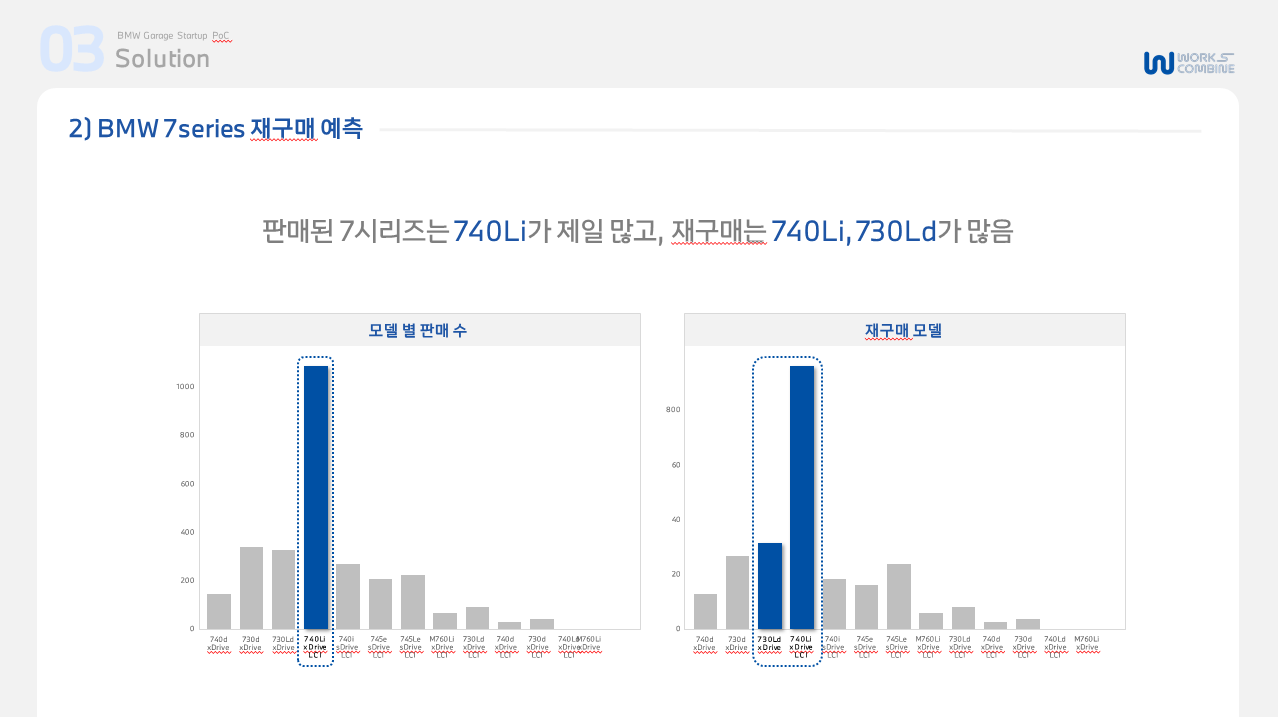 03
BMW Garage Startup PoC
Solution
WORKS
COMBINE
2) BMW 7series 재구매 예측
판매된 7시리즈는 740Li가 제일 많고, 재구매는 740Li, 730Ld가 많음
모델 별 판매 수
1000
800
600
400
200
0
740d xDrive
730d xDrive
730Ld xDrive
740Li xDrive LCI
740i sDrive LCI
745e sDrive LCI
745Le sDrive LCI
M760Li xDrive LCI
730Ld xDrive LCI
740d xDrive LCI
730d xDrive LCI
740Ld xDrive LCI
M760Li xDrive
재구매 모델
800
60
40
20
0
740d xDrive
730d xDrive
730Ld xDrive
740Li xDrive LCI
740i sDrive LCI
745e sDrive LCI
745Le sDrive LCI
M760Li xDrive LCI
730Ld xDrive LCI
740d xDrive LCI
730d xDrive LCI
740Ld xDrive LCI
M760Li xDrive